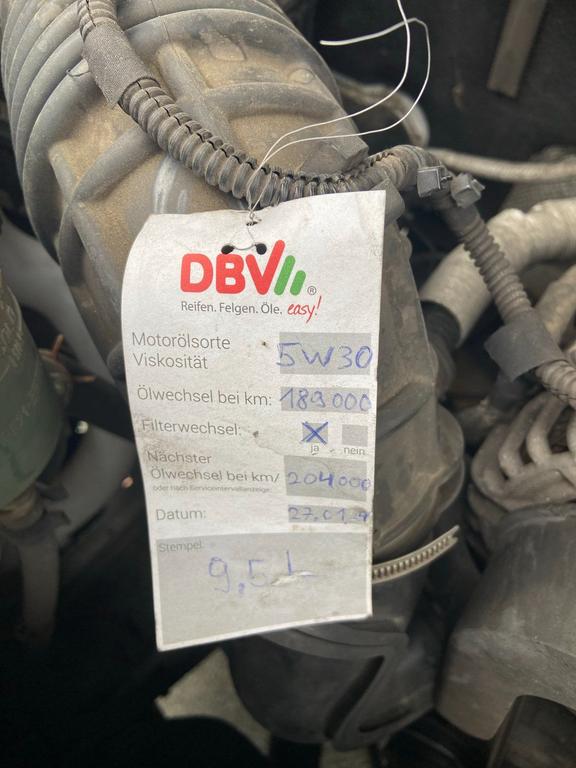 DBV
Reifen. Felgen. Öle. easy!
Motorölsorte
Viskosität
5W30
Ölwechsel bei km: 189000
Filterwechsel:
ja nein
Nächster
Ölwechsel bei km/ 204000
oder nach Serviceintervallanzeige:
Datum: 27.01.
Stempel:
9,5 L